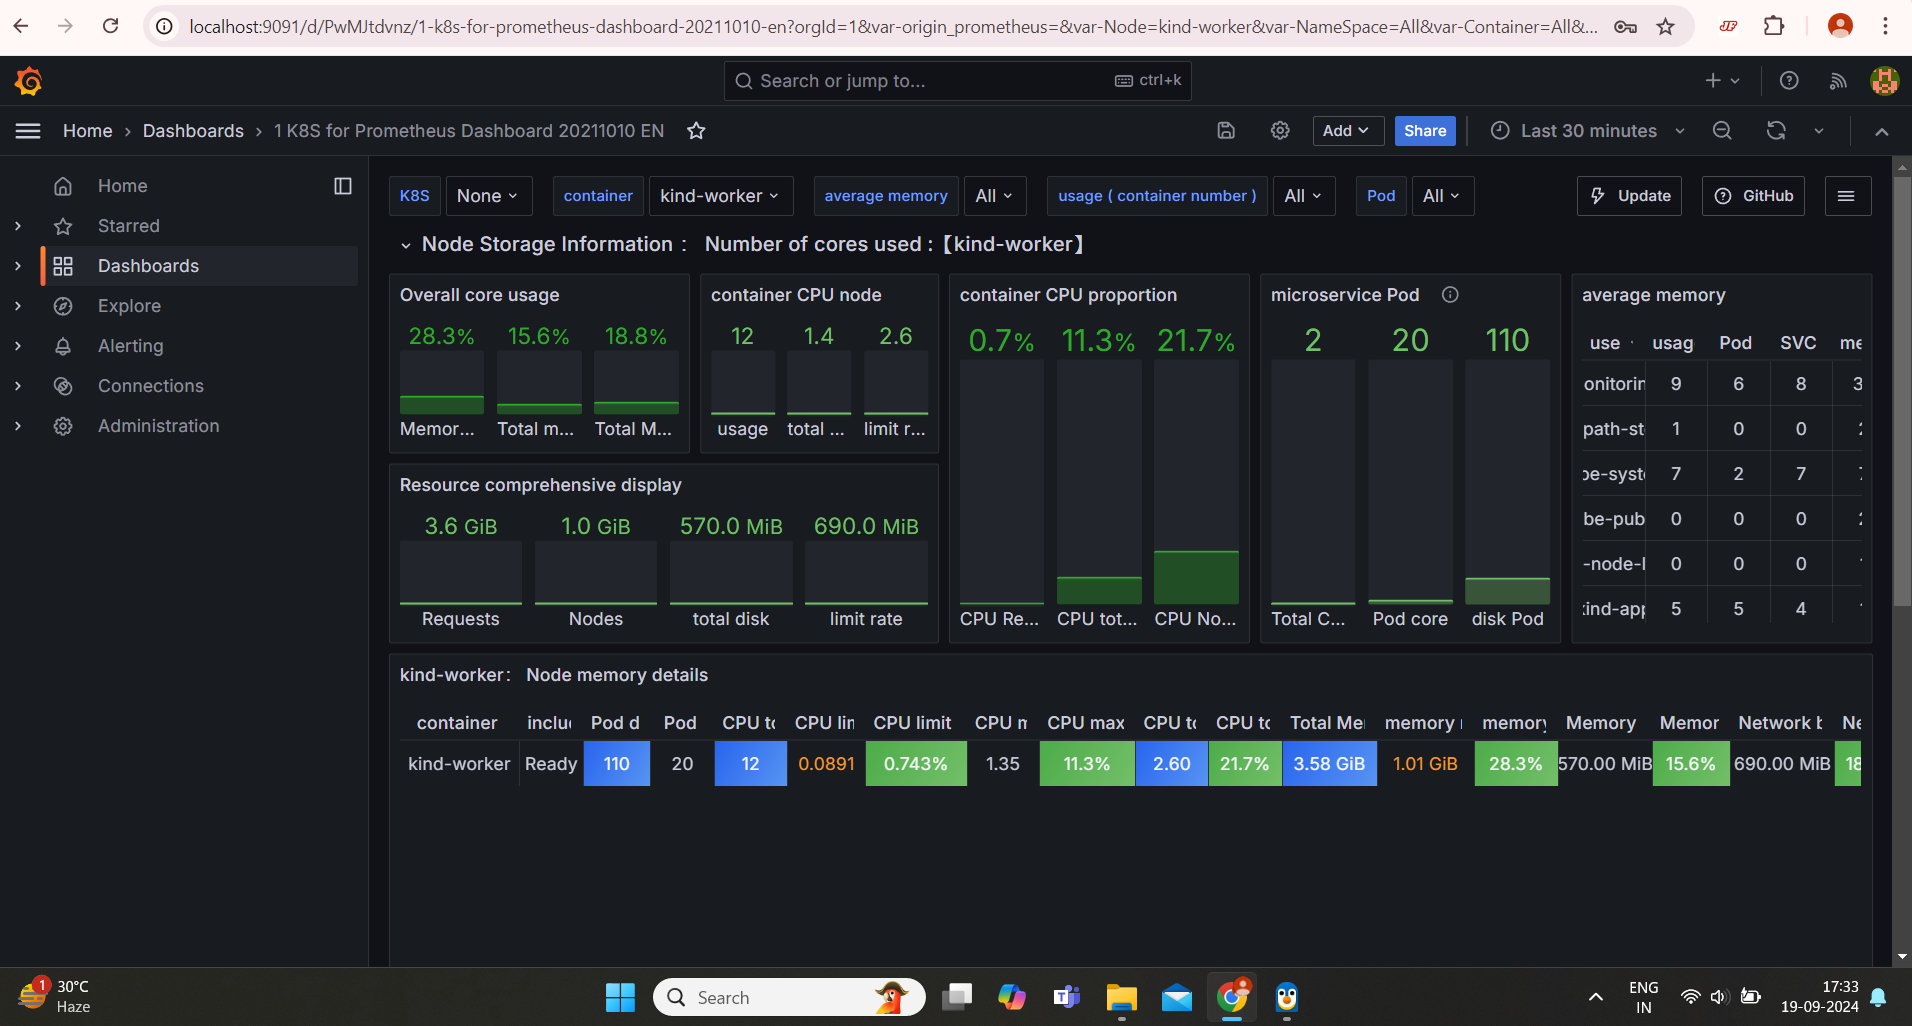 localhost:9091/d/PwMJtdvnz/1-k8s-for-prometheus-dashboard-20211010-en?orgId=1&var-origin_prometheus=&var-Node=kind-worker&var-NameSpace=All&var-Container=All&...
Search or jump to...
ctrl+k
Home › Dashboards › 1 K8S for Prometheus Dashboard 20211010 EN
Add
Share
Last 30 minutes
Home
Starred
Dashboards
Explore
Alerting
Connections
Administration
K8S None container kind-worker average memory All usage ( container number ) All Pod All
Update
GitHub
Node Storage Information： Number of cores used :【kind-worker】
Overall core usage
28.3% 15.6% 18.8%
Memor... Total m... Total M...
container CPU node
12 1.4 2.6
usage total ... limit r...
Resource comprehensive display
3.6 GiB 1.0 GiB 570.0 MiB 690.0 MiB
Requests Nodes total disk limit rate
container CPU proportion
0.7% 11.3% 21.7%
CPU Re... CPU tot... CPU No...
microservice Pod
2 20 110
Total C... Pod core disk Pod
average memory
use usag Pod SVC me
onitorin 9 6 8 3
path-st 1 0 0
be-syste 7 2 7
be-pub 0 0 0
-node-l 0 0 0
kind-app 5 5 4
kind-worker： Node memory details
container inclu Pod d Pod CPU to CPU lin CPU limit CPU m CPU max CPU to CPU to Total Me memory memory Memory Memor Network b Ne
kind-worker Ready 110 20 12 0.0891 0.743% 1.35 11.3% 2.60 21.7% 3.58 GiB 1.01 GiB 28.3% 570.00 MiB 15.6% 690.00 MiB 18
1
30°C
Haze
Search
ENG
IN
17:33
19-09-2024